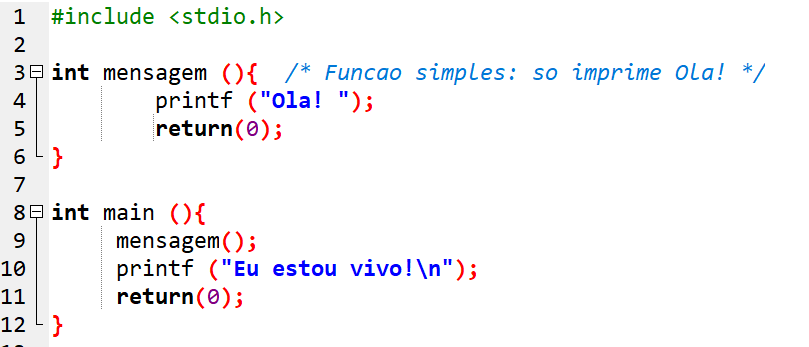 1 #include <stdio.h>
2
3 int mensagem (){  /* Funcao simples: so imprime Ola! */
4         printf ("Ola! ");
5         return(0);
6 }
7
8 int main (){
9      mensagem();
10      printf ("Eu estou vivo!\n");
11      return(0);
12 }